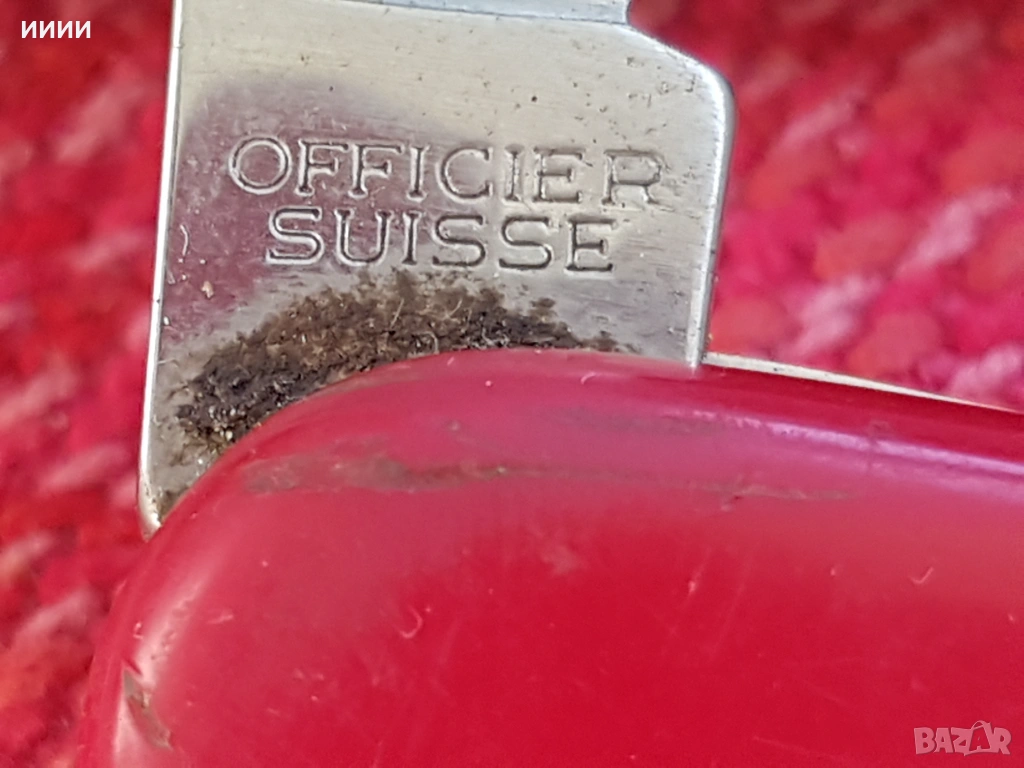 ииии
OFFICIER
SUISSE
BAZAR